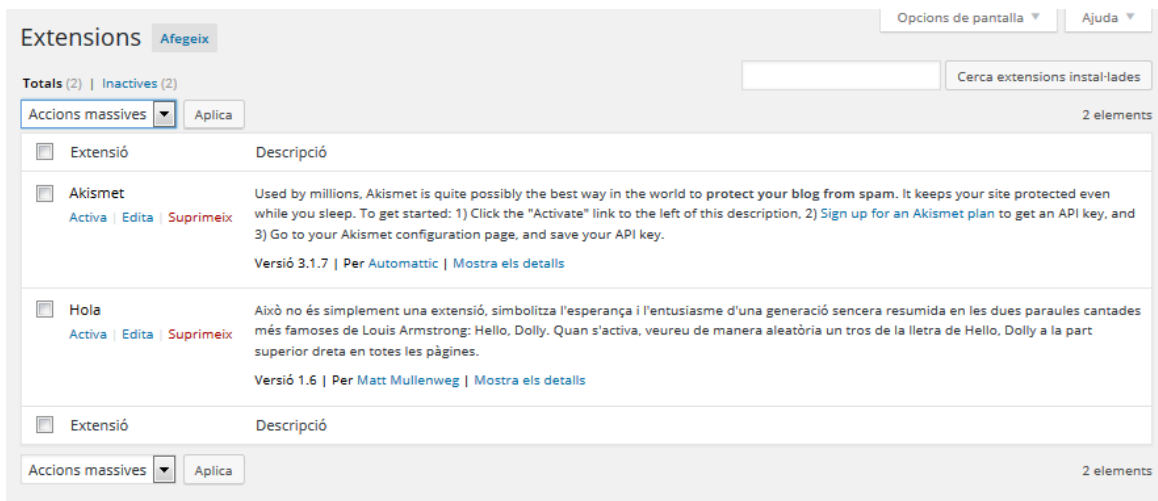 Opcions de pantalla ▼ Ajuda ▼
Extensions Afegeix
Totals (2) | Inactives (2)
Cerca extensions instal·lades
Accions massives Aplica 2 elements
Extensió Descripció
Akismet Used by millions, Akismet is quite possibly the best way in the world to protect your blog from spam. It keeps your site protected even
Activa | Edita | Suprimeix while you sleep. To get started: 1) Click the "Activate" link to the left of this description, 2) Sign up for an Akismet plan to get an API key, and
3) Go to your Akismet configuration page, and save your API key.
Versió 3.1.7 | Per Automattic | Mostra els detalls
Hola Això no és simplement una extensió, simbolitza l'esperança i l'entusiasme d'una generació sencera resumida en les dues paraules cantades
Activa | Edita | Suprimeix més famoses de Louis Armstrong: Hello, Dolly. Quan s'activa, veureu de manera aleatòria un tros de la lletra de Hello, Dolly a la part
superior dreta en totes les pàgines.
Versió 1.6 | Per Matt Mullenweg | Mostra els detalls
Extensió Descripció
Accions massives Aplica 2 elements